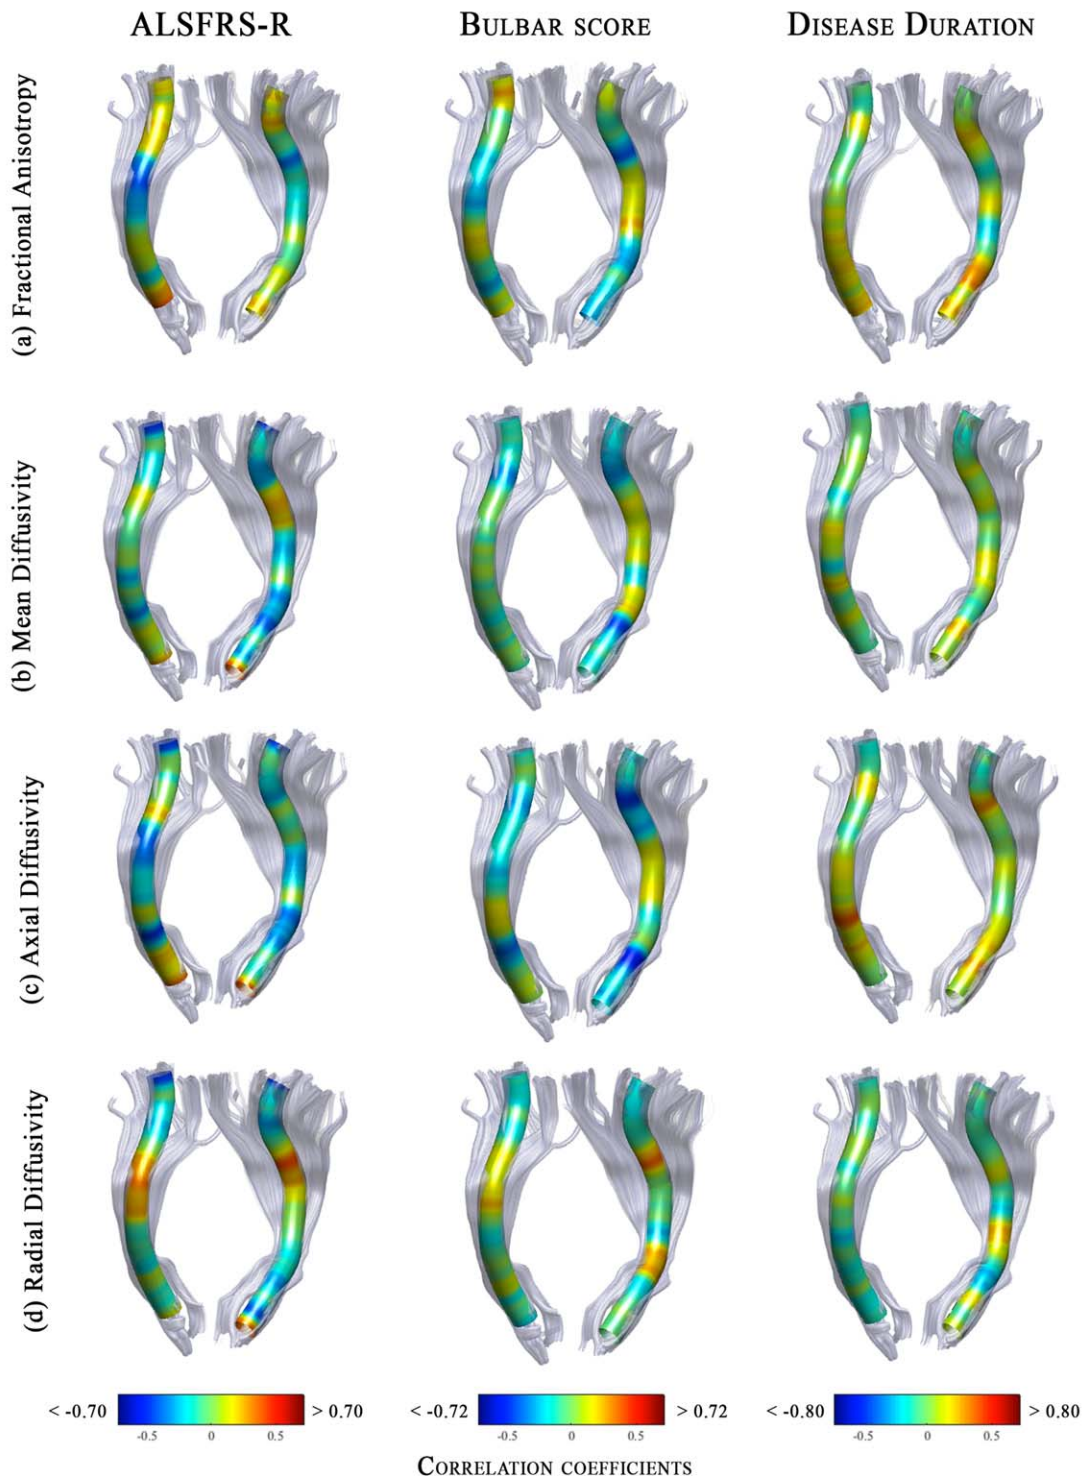 ALSFRS-R BULBAR SCORE DISEASE DURATION
(a) Fractional Anisotropy
(b) Mean Diffusivity
(c) Axial Diffusivity
(d) Radial Diffusivity
< -0.70 > 0.70 < -0.72 > 0.72 < -0.80 > 0.80
-0.5 0 0.5 -0.5 0 0.5 -0.5 0 0.5
CORRELATION COEFFICIENTS